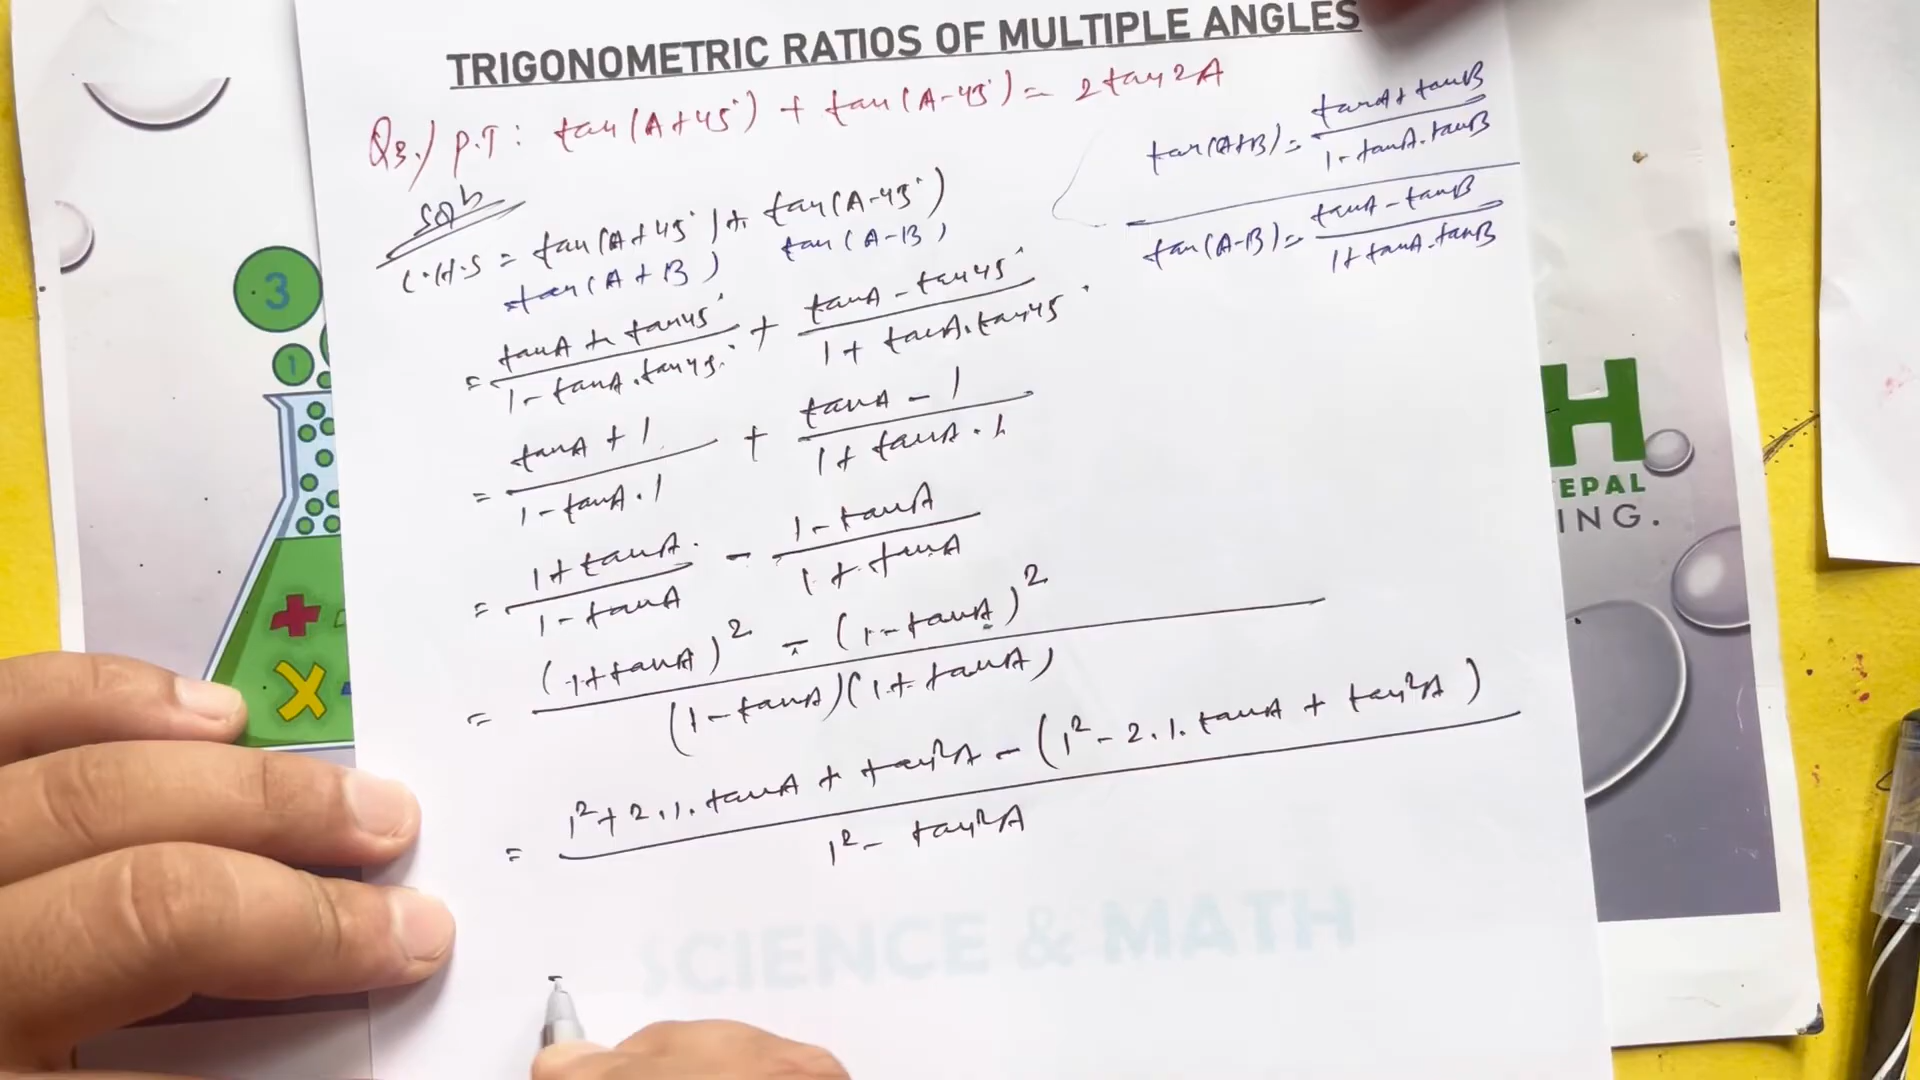 TRIGONOMETRIC RATIOS OF MULTIPLE ANGLES
Q3.) P.T: tan(A+45°) + tan(A-45°) = 2tan2A
tan(A+B) = (tanA + tanB)/(1 - tanA.tanB)
tan(A-B) = (tanA - tanB)/(1 + tanA.tanB)
Solⁿ
L.H.S = tan(A+45°) + tan(A-45°)
tan(A+B) tan(A-B)
= (tanA + tan45°)/(1 - tanA.tan45°) + (tanA - tan45°)/(1 + tanA.tan45°)
= (tanA + 1)/(1 - tanA.1) + (tanA - 1)/(1 + tanA.1)
= (1 + tanA)/(1 - tanA) - (1 - tanA)/(1 + tanA)
= ((1 + tanA)² - (1 - tanA)²)/((1 - tanA)(1 + tanA))
= (1² + 2.1.tanA + tan²A - (1² - 2.1.tanA + tan²A))/(1² - tan²A)
=
SCIENCE & MATH
3
1
H
EPAL
ING.